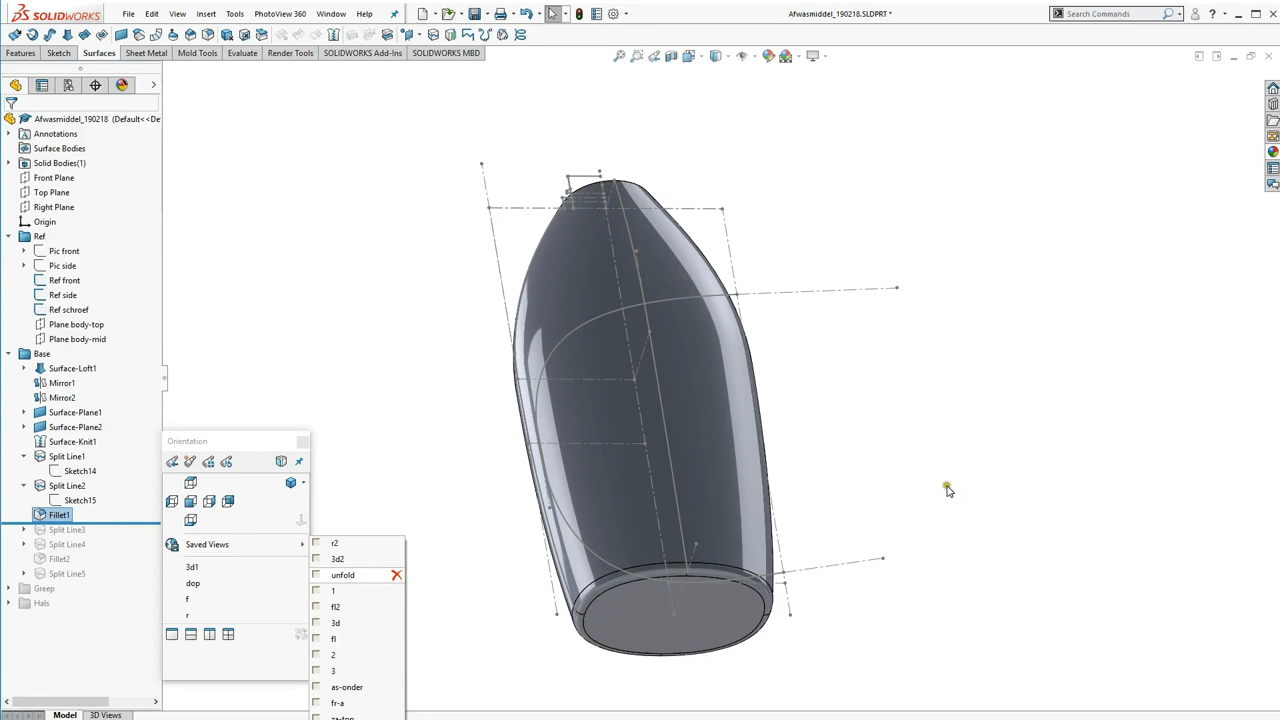 SOLIDWORKS File Edit View Insert Tools PhotoView 360 Window Help Afwasmiddel_190218.SLDPRT * Search Commands ?
Features Sketch Surfaces Sheet Metal Mold Tools Evaluate Render Tools SOLIDWORKS Add-Ins SOLIDWORKS MBD
Afwasmiddel_190218 (Default<<De
Annotations
Surface Bodies
Solid Bodies(1)
Front Plane
Top Plane
Right Plane
Origin
Ref
Pic front
Pic side
Ref front
Ref side
Ref schroef
Plane body-top
Plane body-mid
Base
Surface-Loft1
Mirror1
Mirror2
Surface-Plane1
Surface-Plane2
Surface-Knit1
Split Line1
Sketch14
Split Line2
Sketch15
Fillet1
Split Line3
Split Line4
Fillet2
Split Line5
Greep
Hals
Orientation
Saved Views
3d1
dop
f
r
r2
3d2
unfold
1
fl2
3d
fl
2
3
as-onder
fr-a
za-top
Model 3D Views